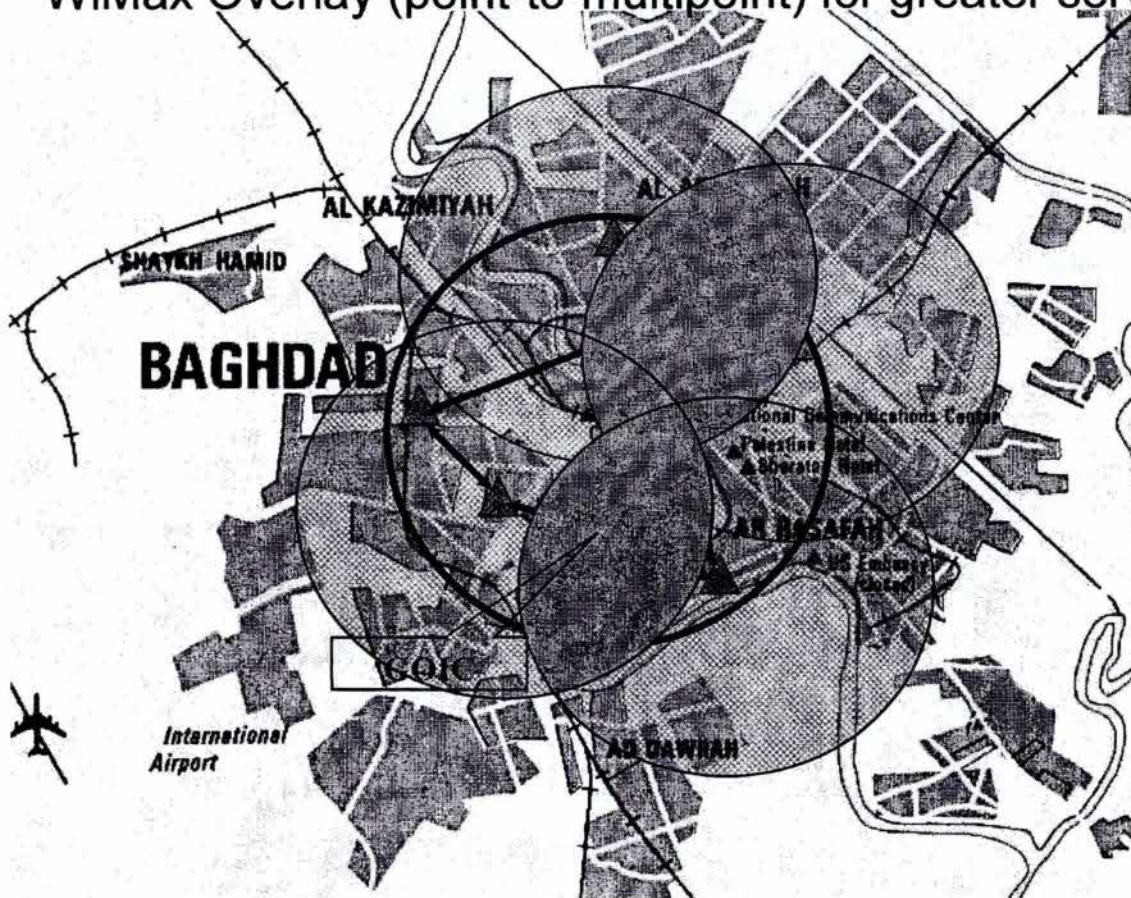 WiMax Overlay (point to multipoint) for greater
AL KAZIMIYAH
SHAYKH HAMID
BAGHDAD
Communications Center
Palestine Hotel
Sheraton Hotel
AR RASAFAH
US Embassy
GOIC
International
Airport
AD DAWRAH